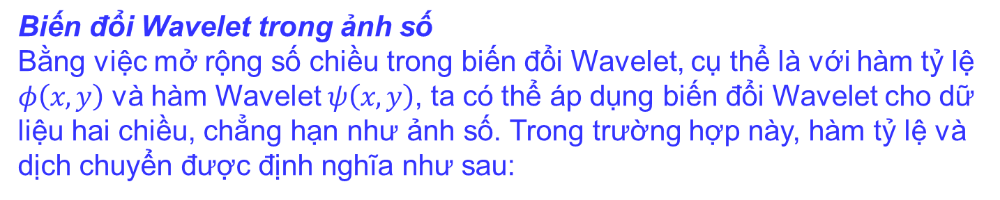 Biến đổi Wavelet trong ảnh số
Bằng việc mở rộng số chiều trong biến đổi Wavelet, cụ thể là với hàm tỷ lệ
𝜙(𝑥, 𝑦) và hàm Wavelet 𝜓(𝑥, 𝑦), ta có thể áp dụng biến đổi Wavelet cho dữ
liệu hai chiều, chẳng hạn như ảnh số. Trong trường hợp này, hàm tỷ lệ và
dịch chuyển được định nghĩa như sau: